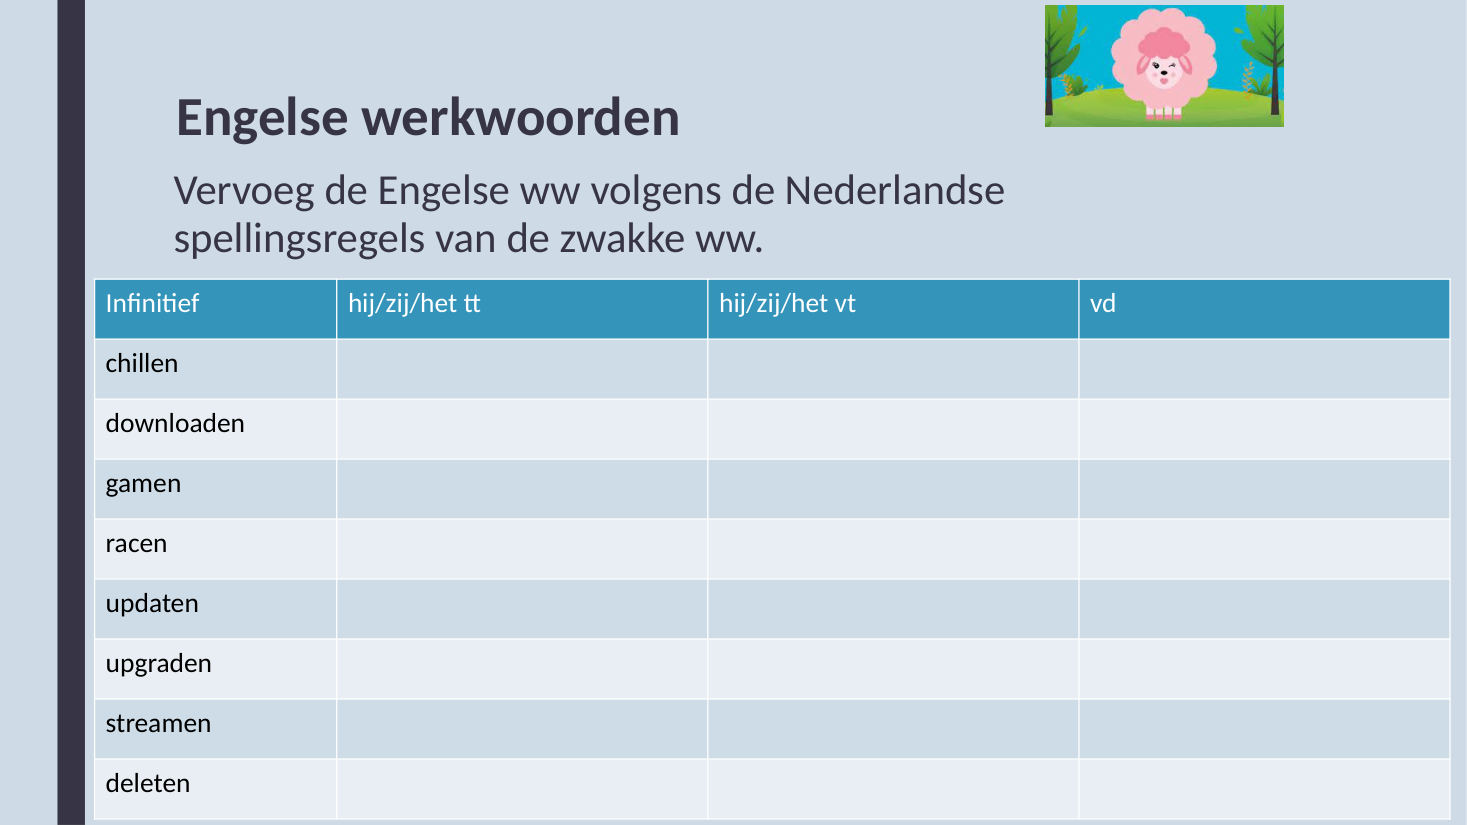 Engelse werkwoorden
Vervoeg de Engelse ww volgens de Nederlandse
spellingsregels van de zwakke ww.
Infinitief hij/zij/het tt hij/zij/het vt vd
chillen
downloaden
gamen
racen
updaten
upgraden
streamen
deleten